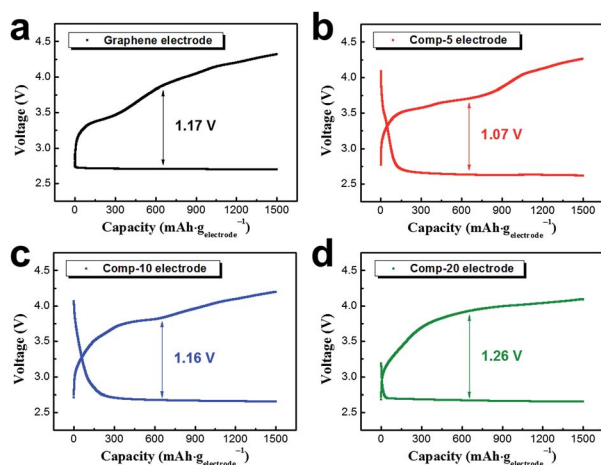 a
Graphene electrode
Voltage (V)
4.5
4.0
3.5
3.0
2.5
1.17 V
0 300 600 900 1200 1500
Capacity (mAh·g_electrode⁻¹)
b
Comp-5 electrode
Voltage (V)
4.5
4.0
3.5
3.0
2.5
1.07 V
0 300 600 900 1200 1500
Capacity (mAh·g_electrode⁻¹)
c
Comp-10 electrode
Voltage (V)
4.5
4.0
3.5
3.0
2.5
1.16 V
0 300 600 900 1200 1500
Capacity (mAh·g_electrode⁻¹)
d
Comp-20 electrode
Voltage (V)
4.5
4.0
3.5
3.0
2.5
1.26 V
0 300 600 900 1200 1500
Capacity (mAh·g_electrode⁻¹)